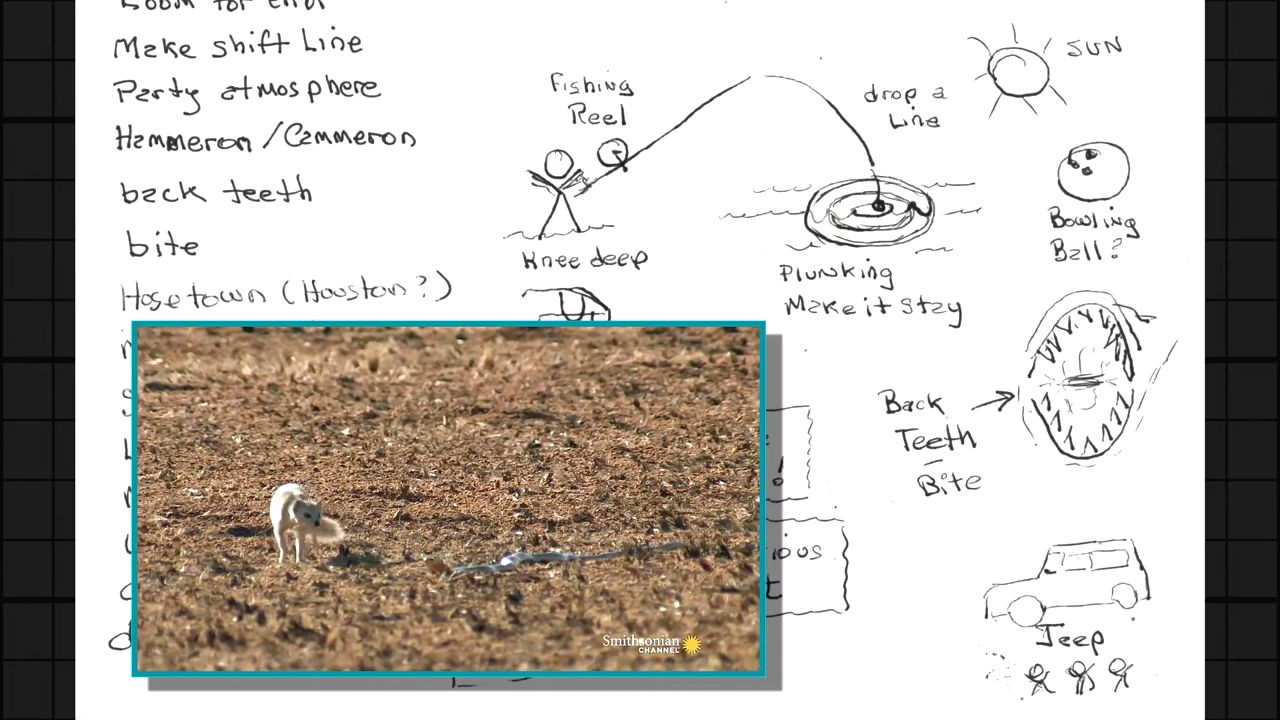 Make shift Line
Party atmosphere
Hammeron / Cammeron
back teeth
bite
Hosetown (Houston?)
Fishing
Reel
drop a
Line
SUN
Knee deep
Plunking
Make it stay
Bowling
Ball?
Back
Teeth
Bite
Jeep
Smithsonian
CHANNEL